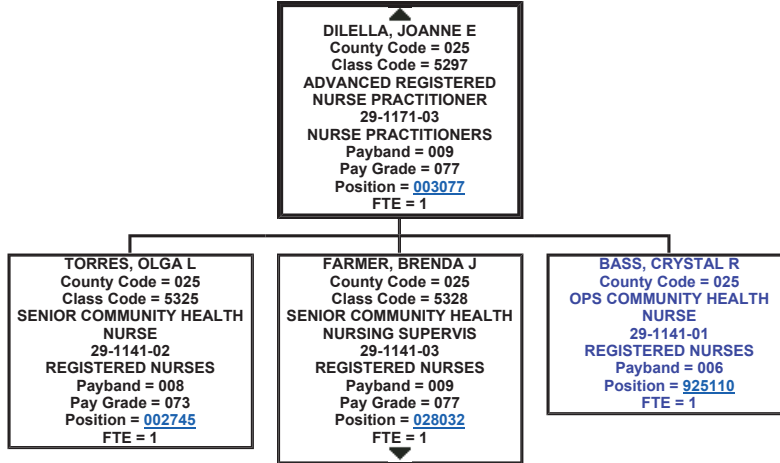 DILELLA, JOANNE E
County Code = 025
Class Code = 5297
ADVANCED REGISTERED
NURSE PRACTITIONER
29-1171-03
NURSE PRACTITIONERS
Payband = 009
Pay Grade = 077
Position = 003077
FTE = 1
TORRES, OLGA L
County Code = 025
Class Code = 5325
SENIOR COMMUNITY HEALTH
NURSE
29-1141-02
REGISTERED NURSES
Payband = 008
Pay Grade = 073
Position = 002745
FTE = 1
FARMER, BRENDA J
County Code = 025
Class Code = 5328
SENIOR COMMUNITY HEALTH
NURSING SUPERVIS
29-1141-03
REGISTERED NURSES
Payband = 009
Pay Grade = 077
Position = 028032
FTE = 1
BASS, CRYSTAL R
County Code = 025
OPS COMMUNITY HEALTH
NURSE
29-1141-01
REGISTERED NURSES
Payband = 006
Position = 925110
FTE = 1